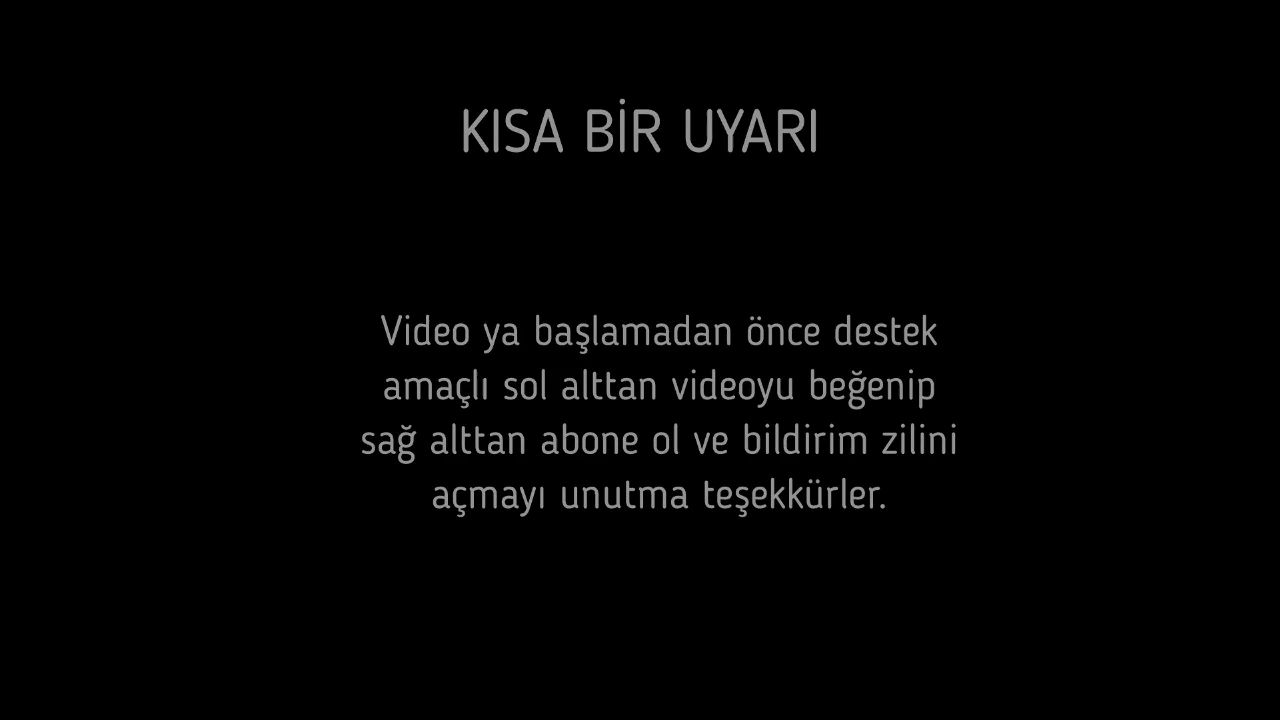 KISA BİR UYARI
Video ya başlamadan önce destek
amaçlı sol alttan videoyu beğenip
sağ alttan abone ol ve bildirim zilini
açmayı unutma teşekkürler.